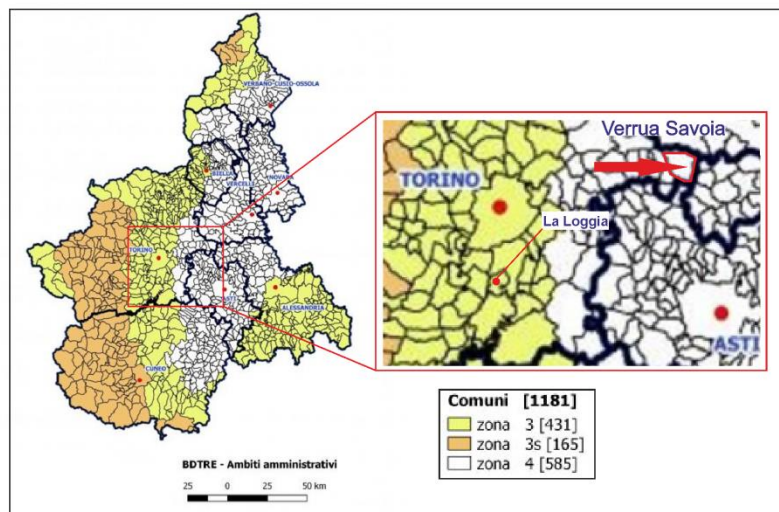 VERBANO-CUSIO-OSSOLA
BIELLA
VERCELLI
NOVARA
TORINO
ASTI
ALESSANDRIA
CUNEO
Verrua Savoia
TORINO
La Loggia
ASTI
Comuni [1181]
zona 3 [431]
zona 3s [165]
zona 4 [585]
BDTRE - Ambiti amministrativi
25 0 25 50 km